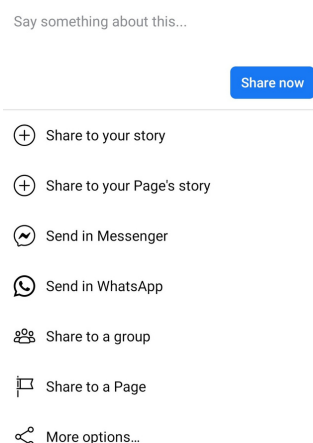 Say something about this...
Share now
Share to your story
Share to your Page's story
Send in Messenger
Send in WhatsApp
Share to a group
Share to a Page
More options...